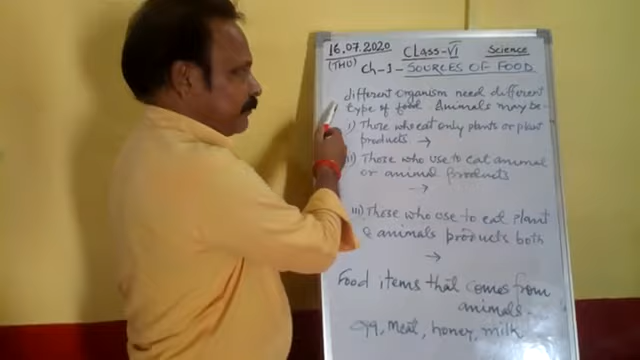 16.07.2020 CLASS-VI Science
(THU) Ch-1-SOURCES OF FOOD
different organism need different
type of food. Animals may be-
i) Those who eat only plants or plant
products →
ii) Those who use to eat animal
or animal products
→
iii) Those who use to eat plant
& animals products both
→
Food items that comes from
animals.
Meat, honey, milk